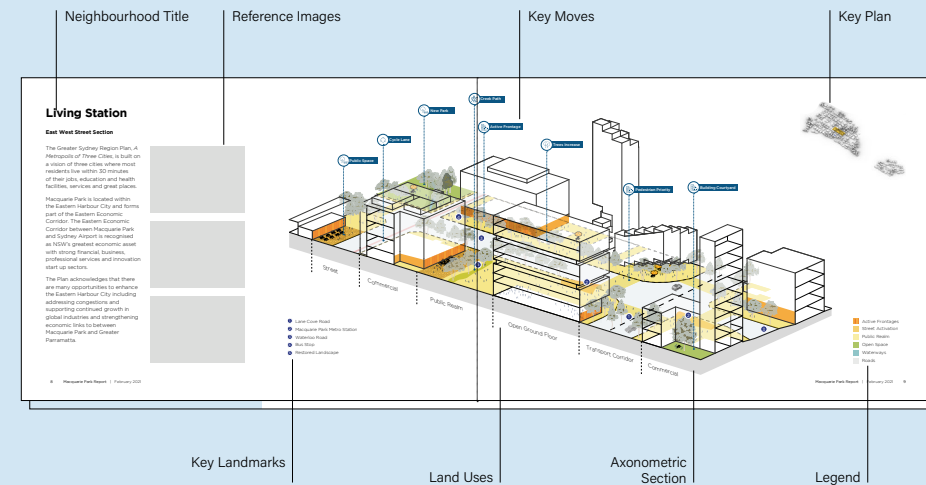 Neighbourhood Title
Reference Images
Key Moves
Key Plan
Living Station
East West Street Section
The Greater Sydney Region Plan, A
Metropolis of Three Cities, is built on
a vision of three cities where most
residents live within 30 minutes
of their jobs, education and health
facilities, services and great places.
Macquarie Park is located within
the Eastern Harbour City and forms
part of the Eastern Economic
Corridor. The Eastern Economic
Corridor between Macquarie Park
and Sydney Airport is recognised
as NSW's greatest economic asset
with strong financial, business,
professional services and innovation
start up sectors.
The Plan acknowledges that there
are many opportunities to enhance
the Eastern Harbour City including
addressing congestions and
supporting continued growth in
global industries and strengthening
economic links to between
Macquarie Park and Greater
Parramatta.
Public Space
Cycle Lane
New Park
Creek Path
Active Frontage
Trees Increase
Pedestrian Priority
Building Courtyard
Street
Commercial
Public Realm
Open Ground Floor
Transport Corridor
Commercial
1 Lane Cove Road
2 Macquarie Park Metro Station
3 Waterloo Road
4 Bus Stop
5 Restored Landscape
Active Frontages
Street Activation
Public Realm
Open Space
Waterways
Roads
8 Macquarie Park Report | February 2021
Macquarie Park Report | February 2021 9
Key Landmarks
Land Uses
Axonometric
Section
Legend